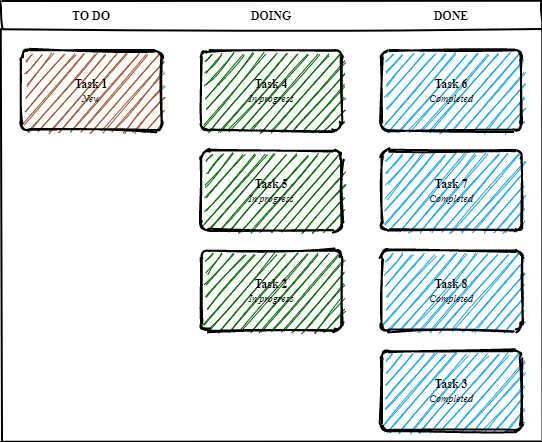 TO DO
DOING
DONE
Task 1
New
Task 4
In progress
Task 5
In progress
Task 2
In progress
Task 6
Completed
Task 7
Completed
Task 8
Completed
Task 3
Completed